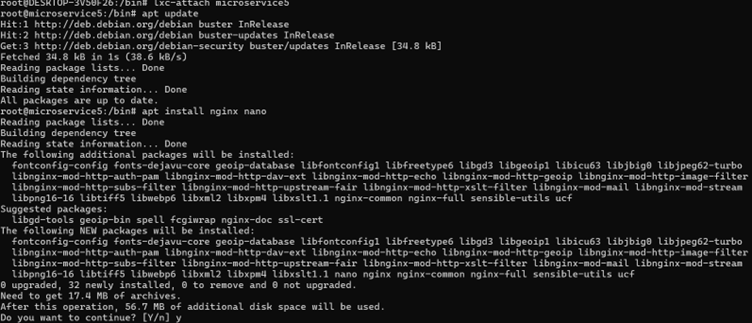 root@DESKTOP-3V50F26:/bin# lxc-attach microservice5
root@microservice5:/bin# apt update
Hit:1 http://deb.debian.org/debian buster InRelease
Hit:2 http://deb.debian.org/debian buster-updates InRelease
Get:3 http://deb.debian.org/debian-security buster/updates InRelease [34.8 kB]
Fetched 34.8 kB in 1s (38.6 kB/s)
Reading package lists... Done
Building dependency tree
Reading state information... Done
All packages are up to date.
root@microservice5:/bin# apt install nginx nano
Reading package lists... Done
Building dependency tree
Reading state information... Done
The following additional packages will be installed:
  fontconfig-config fonts-dejavu-core geoip-database libfontconfig1 libfreetype6 libgd3 libgeoip1 libicu63 libjbig0 libjpeg62-turbo
  libnginx-mod-http-auth-pam libnginx-mod-http-dav-ext libnginx-mod-http-echo libnginx-mod-http-geoip libnginx-mod-http-image-filter
  libnginx-mod-http-subs-filter libnginx-mod-http-upstream-fair libnginx-mod-http-xslt-filter libnginx-mod-mail libnginx-mod-stream
  libpng16-16 libtiff5 libwebp6 libxml2 libxpm4 libxslt1.1 nginx-common nginx-full sensible-utils ucf
Suggested packages:
  libgd-tools geoip-bin spell fcgiwrap nginx-doc ssl-cert
The following NEW packages will be installed:
  fontconfig-config fonts-dejavu-core geoip-database libfontconfig1 libfreetype6 libgd3 libgeoip1 libicu63 libjbig0 libjpeg62-turbo
  libnginx-mod-http-auth-pam libnginx-mod-http-dav-ext libnginx-mod-http-echo libnginx-mod-http-geoip libnginx-mod-http-image-filter
  libnginx-mod-http-subs-filter libnginx-mod-http-upstream-fair libnginx-mod-http-xslt-filter libnginx-mod-mail libnginx-mod-stream
  libpng16-16 libtiff5 libwebp6 libxml2 libxpm4 libxslt1.1 nano nginx nginx-common nginx-full sensible-utils ucf
0 upgraded, 32 newly installed, 0 to remove and 0 not upgraded.
Need to get 17.4 MB of archives.
After this operation, 56.7 MB of additional disk space will be used.
Do you want to continue? [Y/n] y